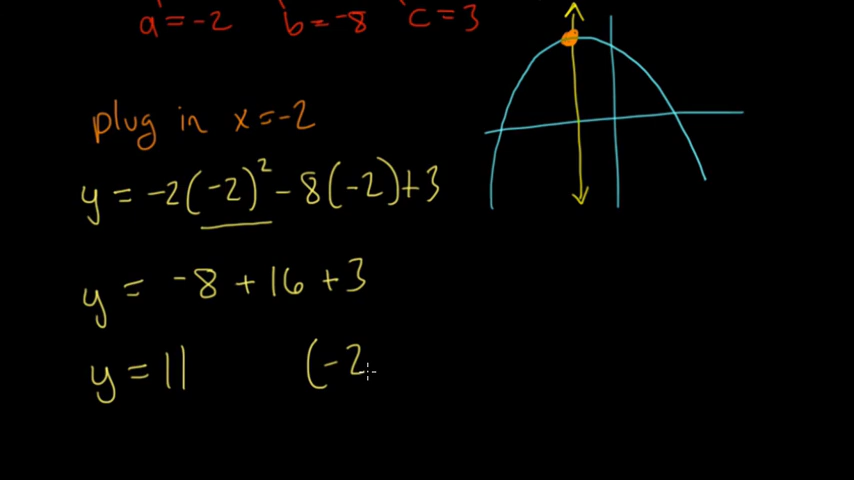 a = -2 b = -8 c = 3
plug in x = -2
y = -2(-2)² - 8(-2) + 3
y = -8 + 16 + 3
y = 11 (-2